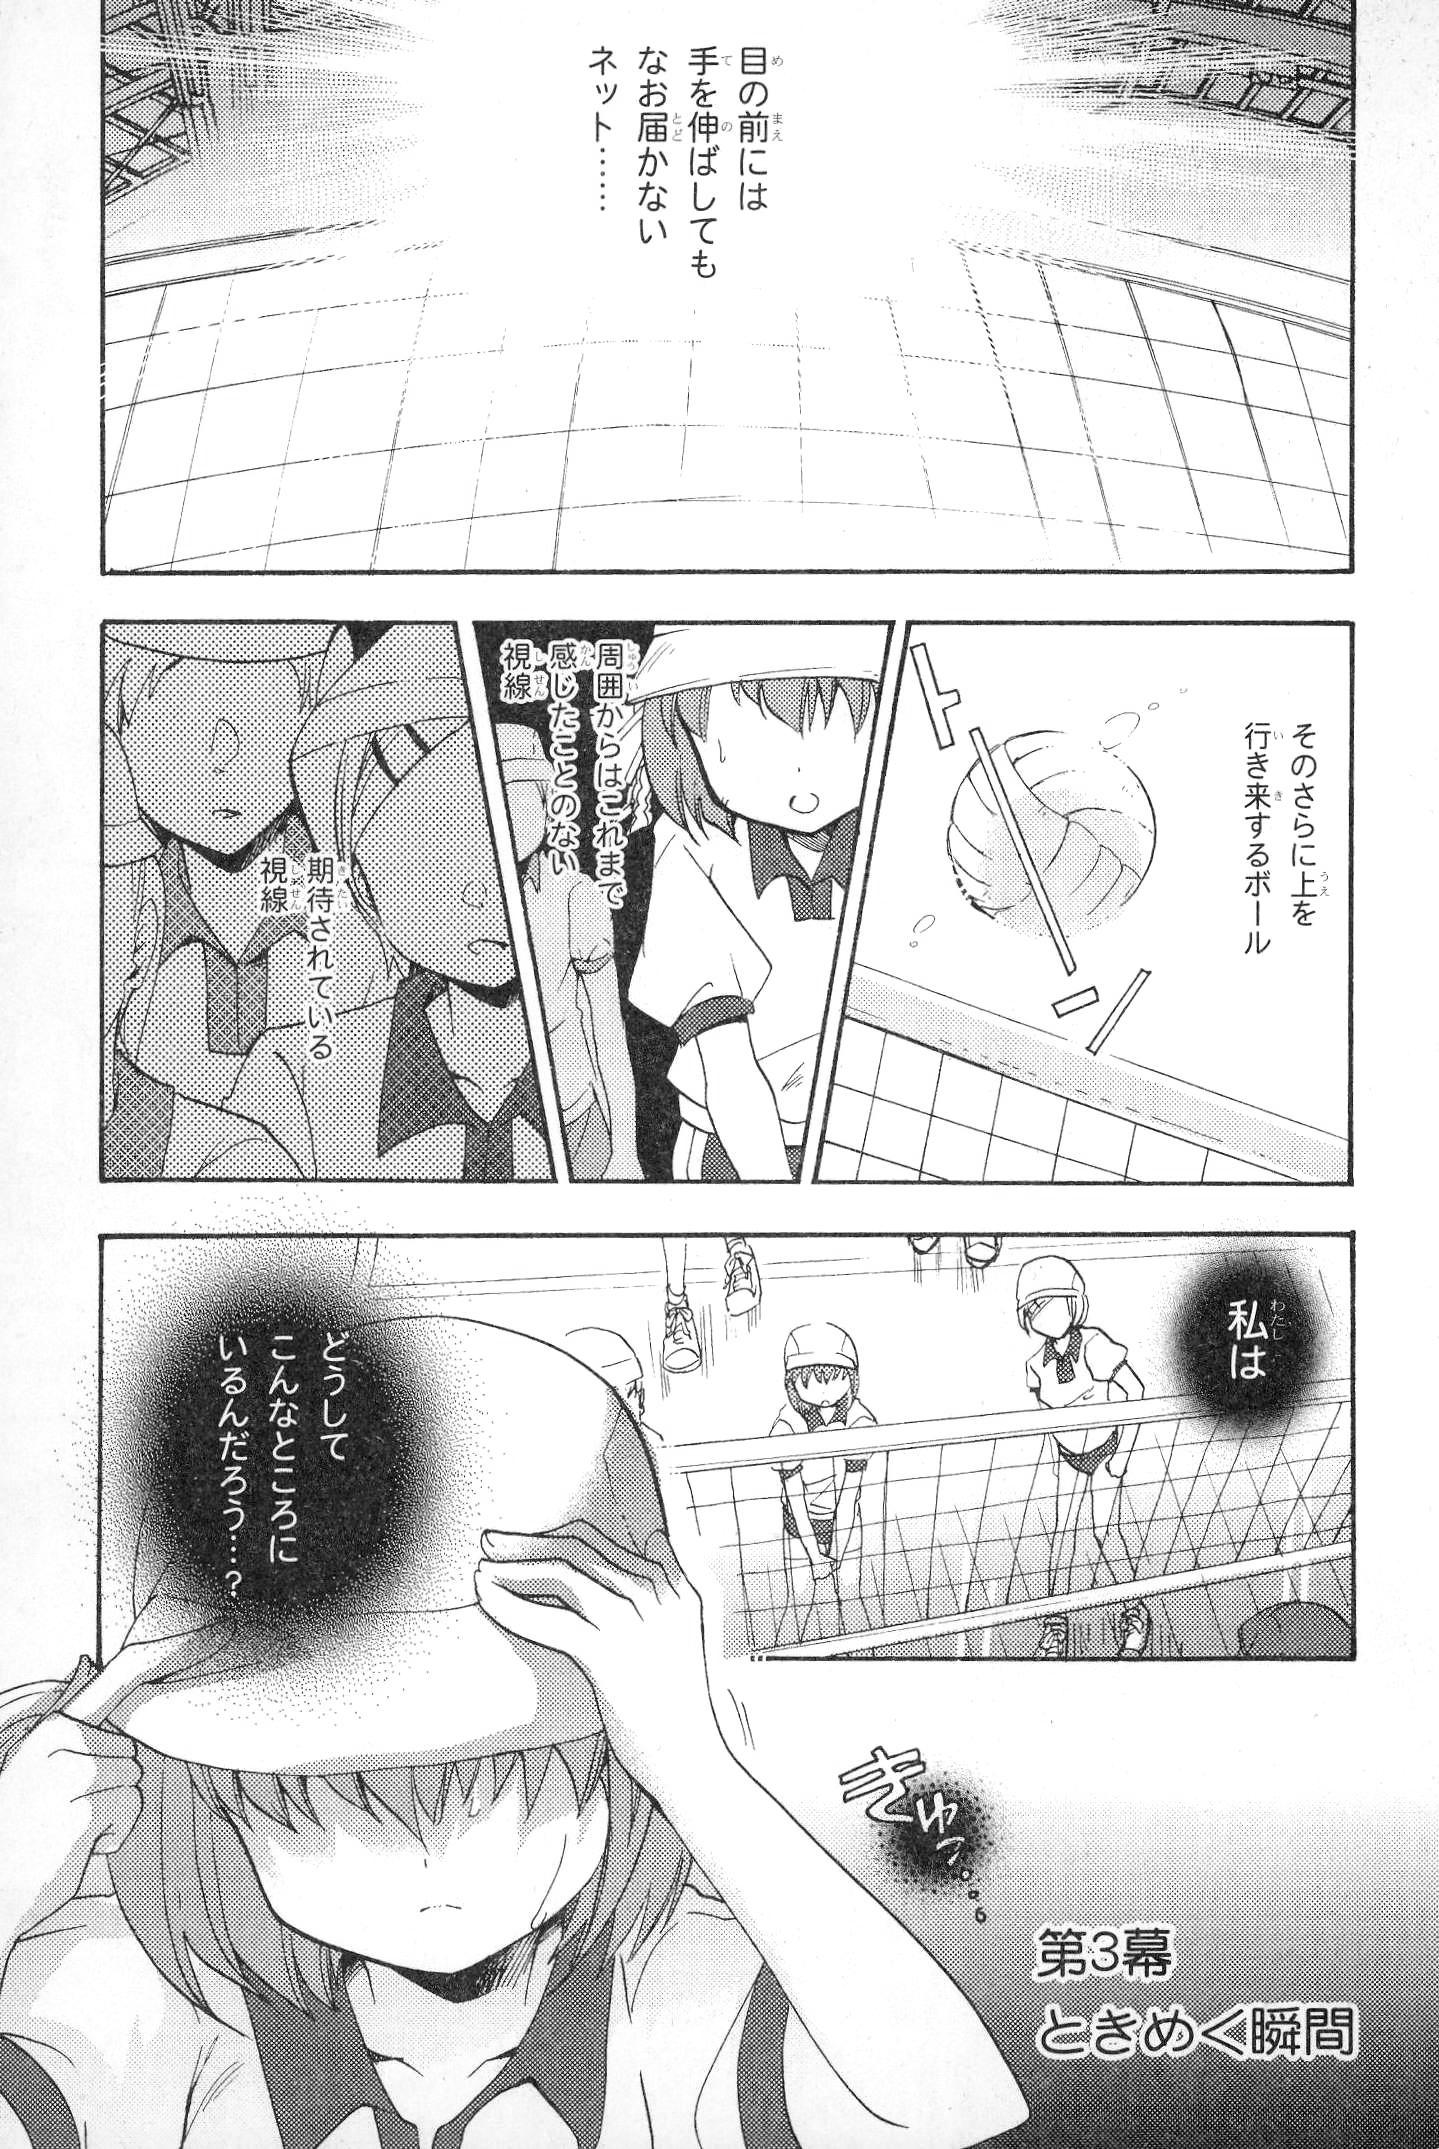 目の前には
手を伸ばしても
なお届かない
ネット……
そのさらに上を
行き来するボール
トーン
周囲からはこれまで
感じたことのない
視線
期待されている
視線
私は
どうして
こんなところに
いるんだろう…?
きゅっ…
第3幕
ときめく瞬間